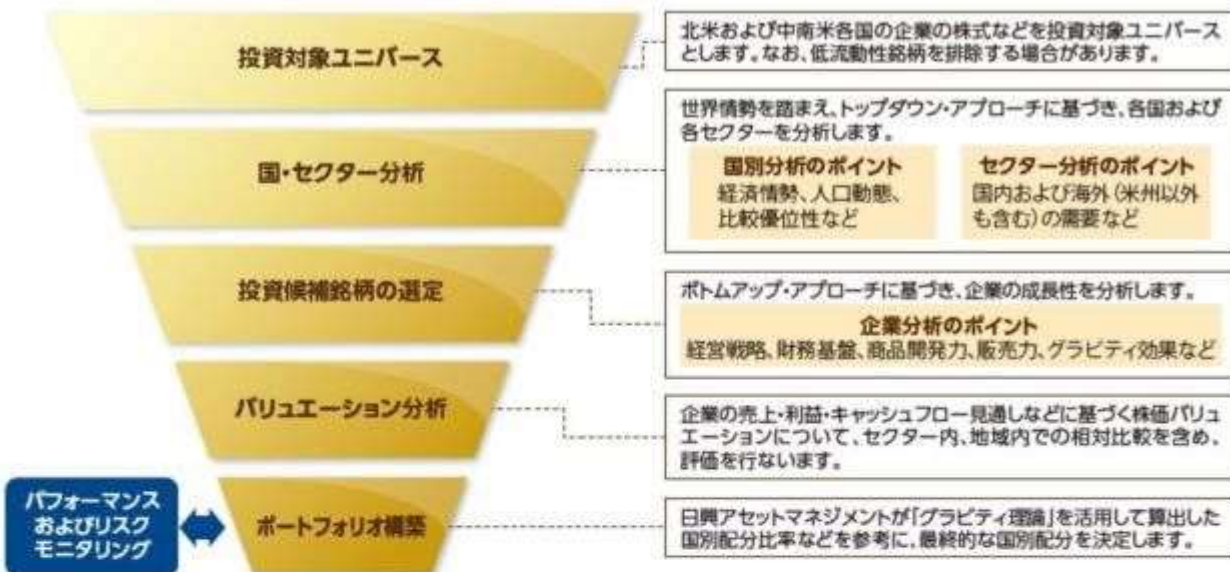 投資対象ユニバース
北米および中南米各国の企業の株式などを投資対象ユニバース
とします。なお、低流動性銘柄を排除する場合があります。
国・セクター分析
世界情勢を踏まえ、トップダウン・アプローチに基づき、各国および
各セクターを分析します。
国別分析のポイント
経済情勢、人口動態、
比較優位性など
セクター分析のポイント
国内および海外(米州以外
も含む)の需要など
投資候補銘柄の選定
ボトムアップ・アプローチに基づき、企業の成長性を分析します。
企業分析のポイント
経営戦略、財務基盤、商品開発力、販売力、グラビティ効果など
バリュエーション分析
企業の売上・利益・キャッシュフロー見通しなどに基づく株価バリュ
エーションについて、セクター内、地域内での相対比較を含め、
評価を行ないます。
パフォーマンス
およびリスク
モニタリング
ポートフォリオ構築
日興アセットマネジメントが「グラビティ理論」を活用して算出した
国別配分比率などを参考に、最終的な国別配分を決定します。